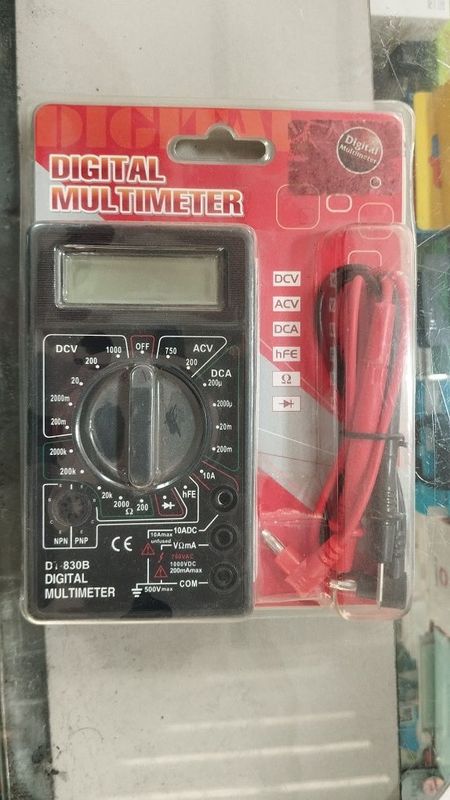 DIGITAL
DIGITAL
MULTIMETER
Digital
Multimeter
DCV
ACV
DCA
hFE
Ω
DCV
1000
OFF
750
ACV
200
200
DCA
20
200µ
2000m
2000µ
200m
20m
2000k
200m
200k
10A
20k
2000
Ω
200
hFE
NPN
PNP
CE
10Amax
unfused
10ADC
VΩmA
750VAC
1000VDC
200mAmax
500Vmax
COM
DT-830B
DIGITAL
MULTIMETER